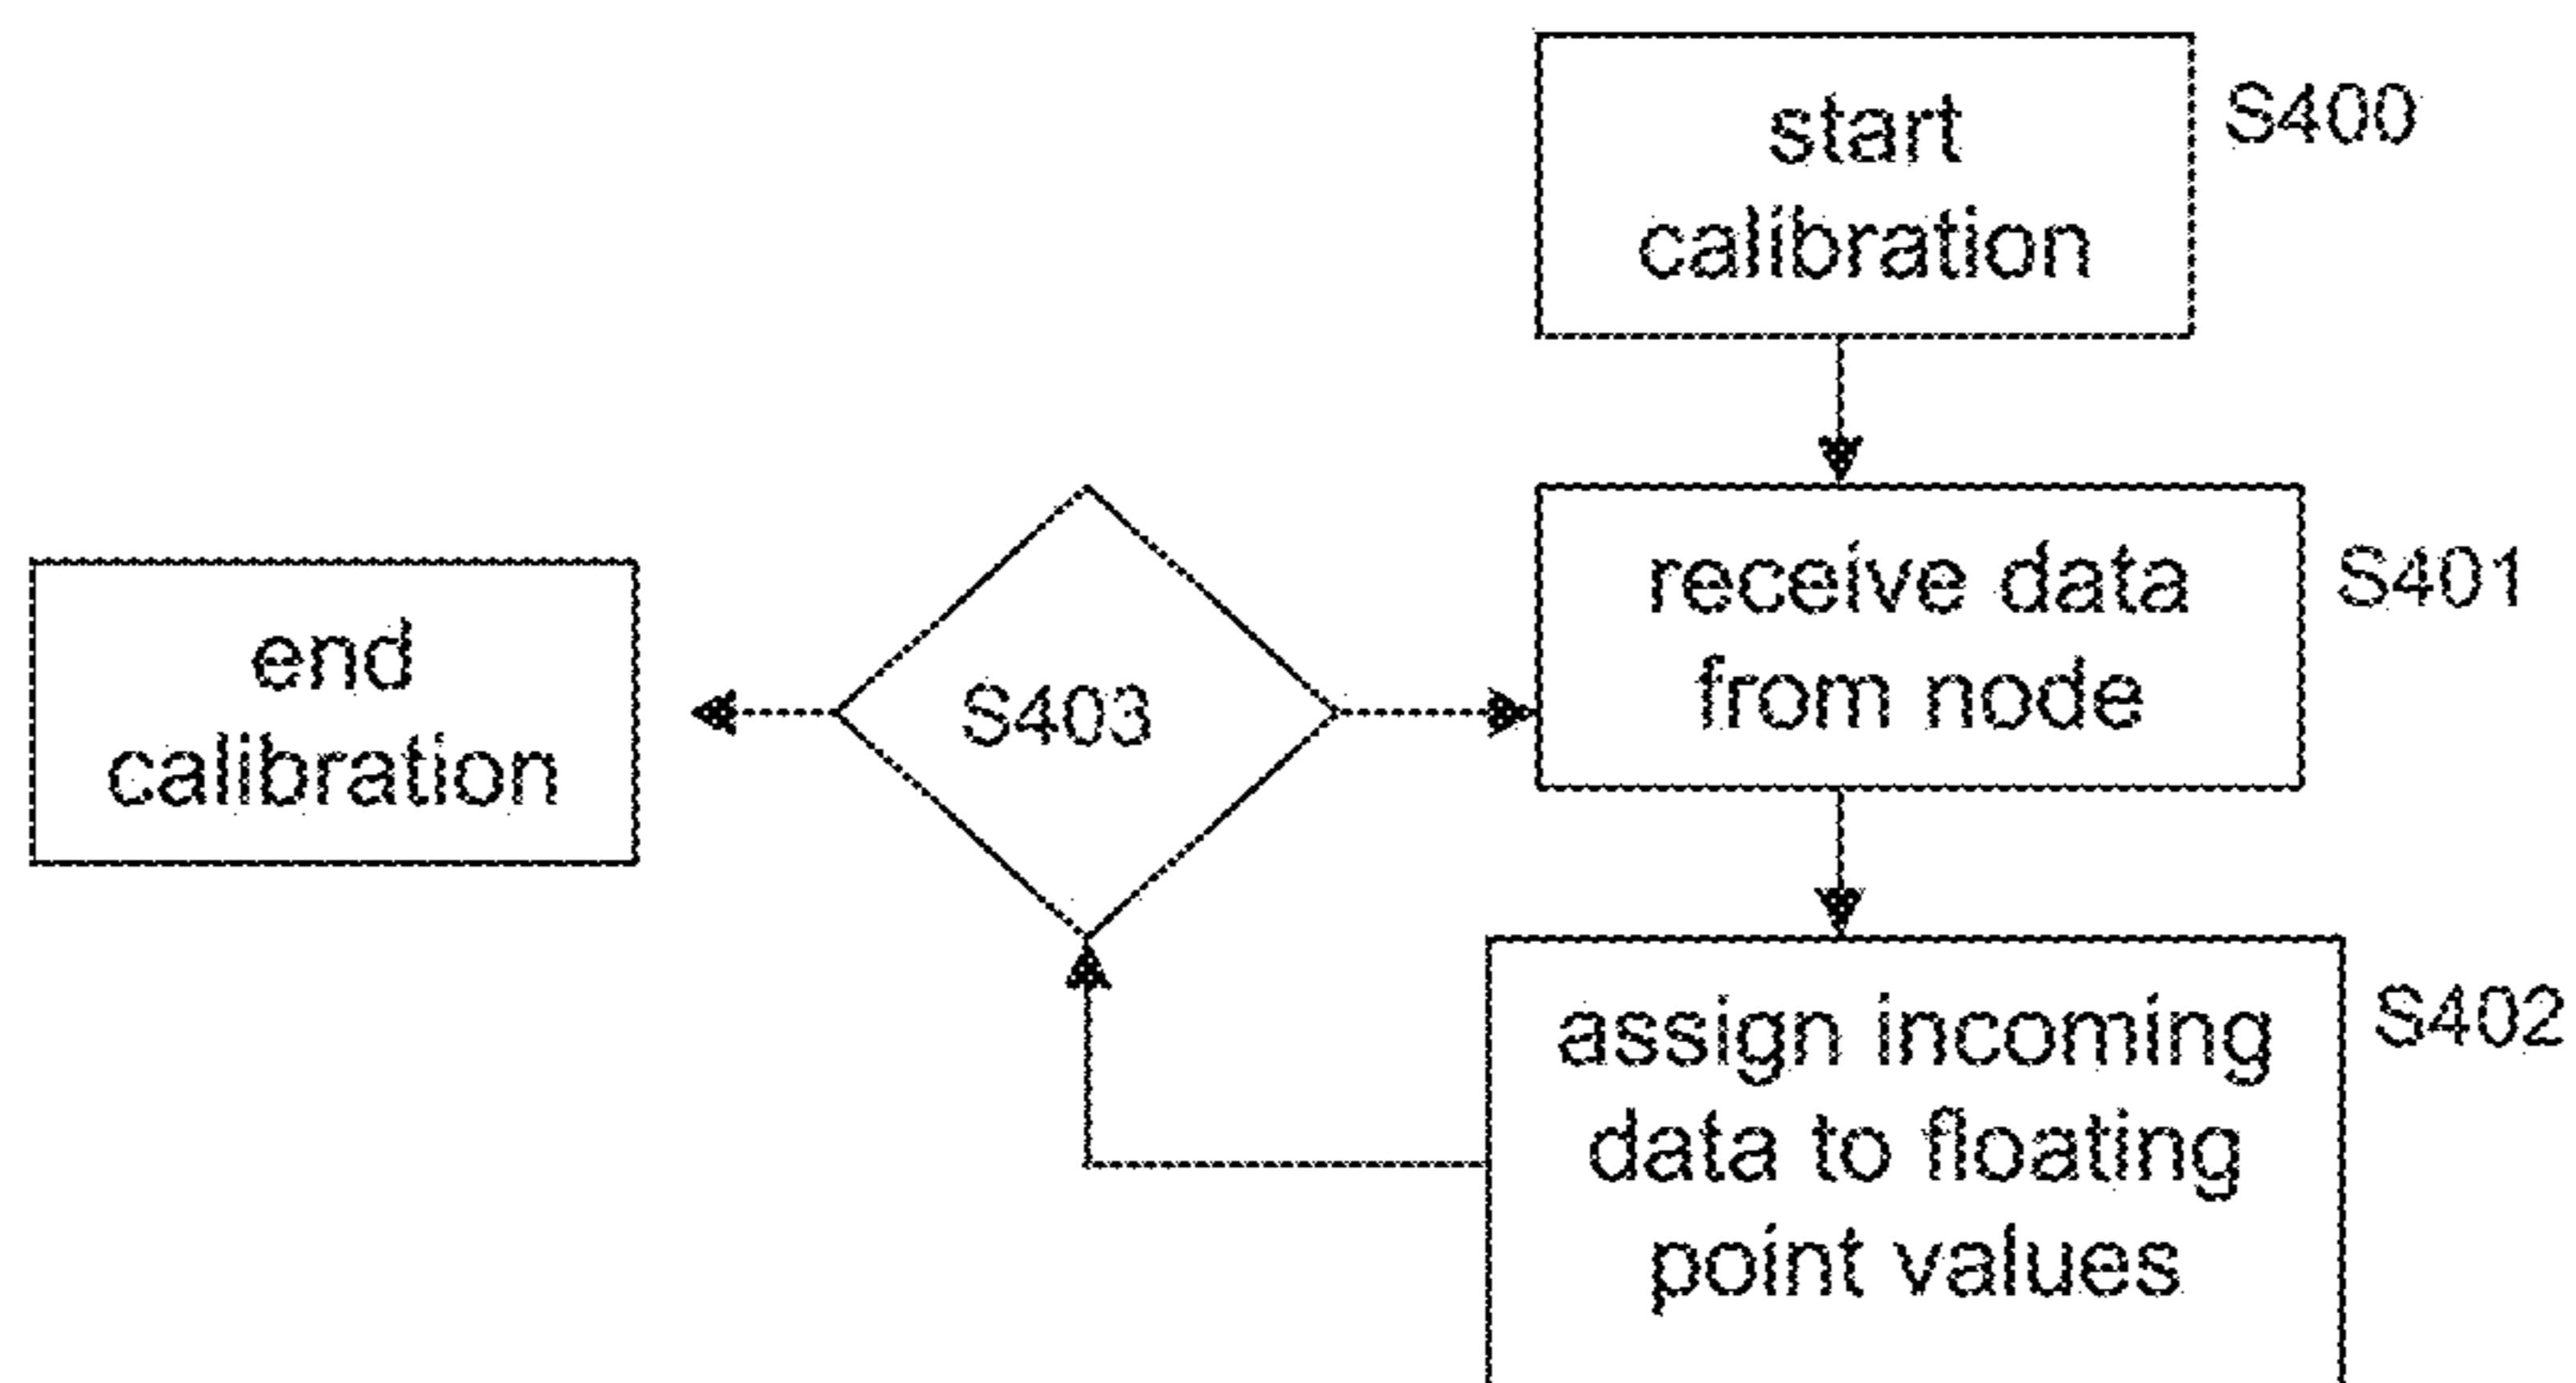 start
calibration
S400
receive data
from node
S401
end
calibration
S403
assign incoming
data to floating
point values
S402